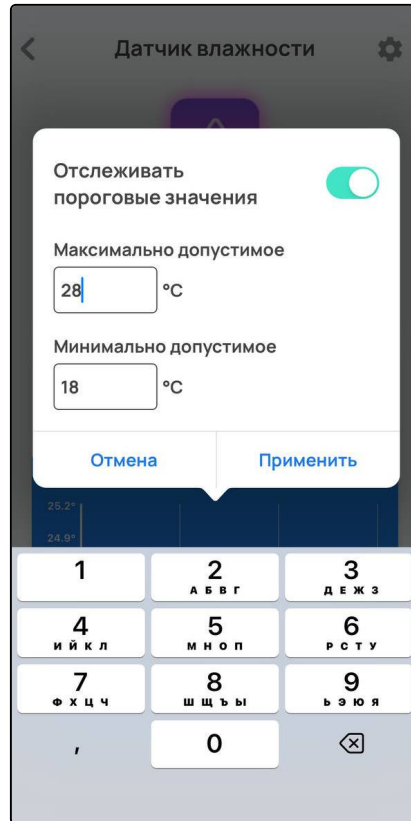 Датчик влажности
Отслеживать
пороговые значения
Максимально допустимое
28 °C
Минимально допустимое
18 °C
Отмена Применить
25.2°
24.9°
1 2 3
А Б В Г Д Е Ж З
4 5 6
И Й К Л М Н О П Р С Т У
7 8 9
Ф Х Ц Ч Ш Щ Ъ Ы Ь Э Ю Я
, 0